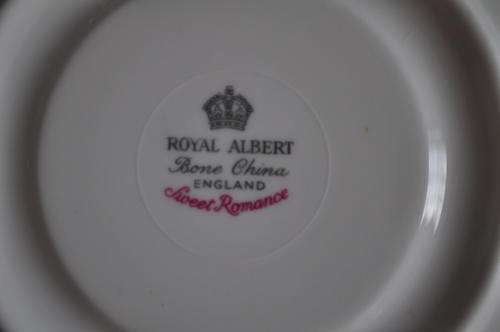 ROYAL ALBERT
Bone China
ENGLAND
Sweet Romance